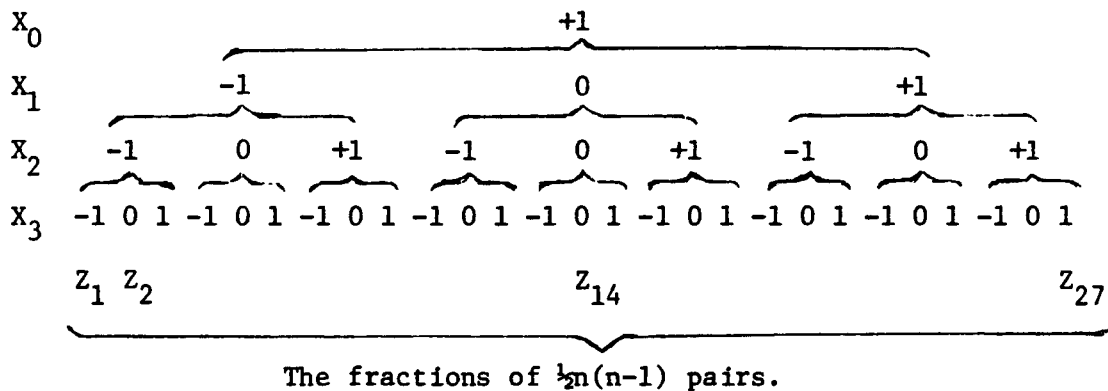 X₀ +1
X₁ -1 0 +1
X₂ -1 0 +1 -1 0 +1 -1 0 +1
X₃ -1 0 1 -1 0 1 -1 0 1 -1 0 1 -1 0 1 -1 0 1 -1 0 1 -1 0 1 -1 0 1
Z₁ Z₂ Z₁₄ Z₂₇
The fractions of ½n(n-1) pairs.